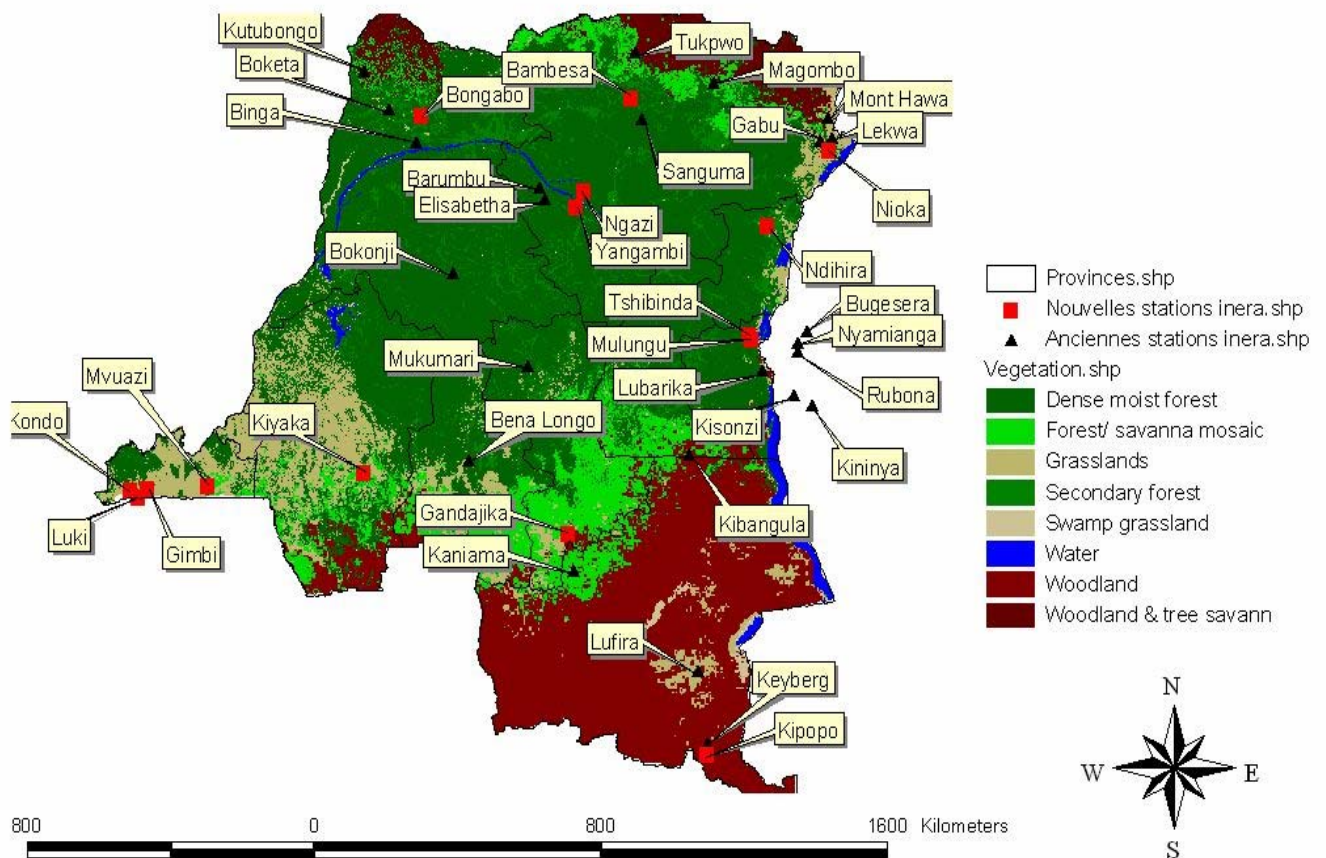 Kutubongo
Tukpwo
Boketa
Bambesa
Magombo
Bongabo
Mont Hawa
Binga
Gabu
Lekwa
Sanguma
Barumbu
Elisabetha
Ngazi
Nioka
Yangambi
Bokonji
Ndihira
Tshibinda
Bugesera
Nyamianga
Mulungu
Mukumari
Lubarika
Rubona
Mvuazi
Kisonzi
Kondo
Kiyaka
Bena Longo
Kininya
Gandajika
Kibangula
Luki
Gimbi
Kaniama
Lufira
Keyberg
Kipopo
Provinces.shp
Nouvelles stations inera.shp
Anciennes stations inera.shp
Vegetation.shp
Dense moist forest
Forest/ savanna mosaic
Grasslands
Secondary forest
Swamp grassland
Water
Woodland
Woodland & tree savann
N
W
E
S
800 0 800 1600 Kilometers